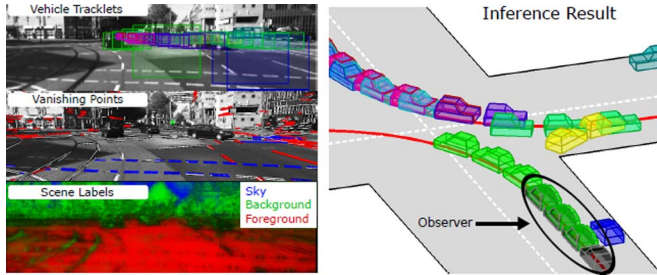 Vehicle Tracklets
Vanishing Points
Scene Labels
Sky
Background
Foreground
Inference Result
Observer